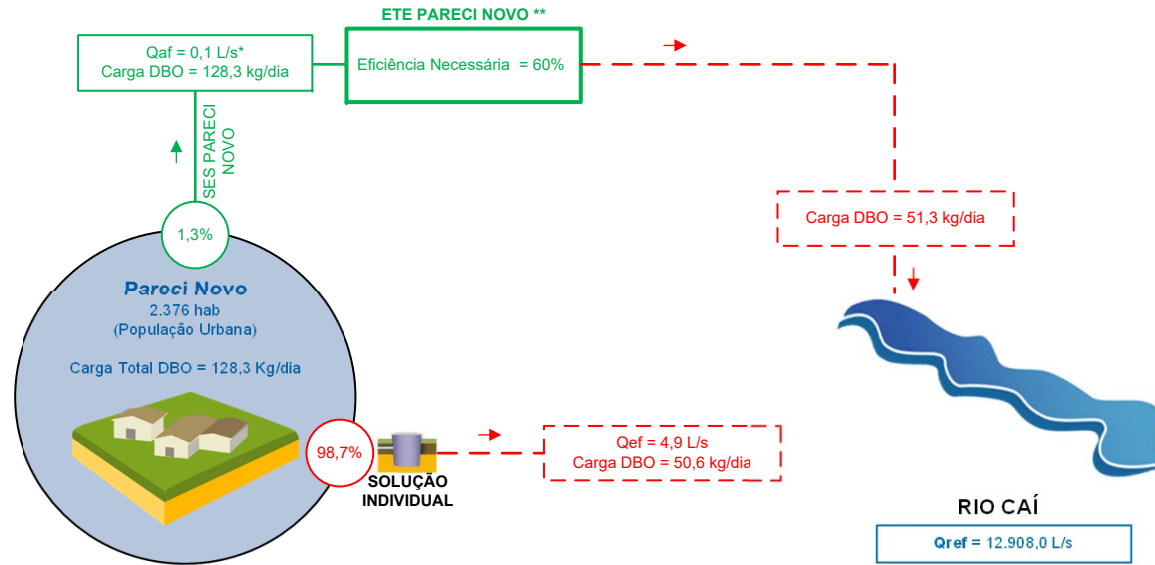 ETE PARECI NOVO **
Qaf = 0,1 L/s*
Carga DBO = 128,3 kg/dia
Eficiência Necessária = 60%
SES PARECI
NOVO
1,3%
Carga DBO = 51,3 kg/dia
Paroci Novo
2.376 hab
(População Urbana)
Carga Total DBO = 128,3 Kg/dia
98,7%
SOLUÇÃO
INDIVIDUAL
Qef = 4,9 L/s
Carga DBO = 50,6 kg/dia
RIO CAÍ
Qref = 12.908,0 L/s